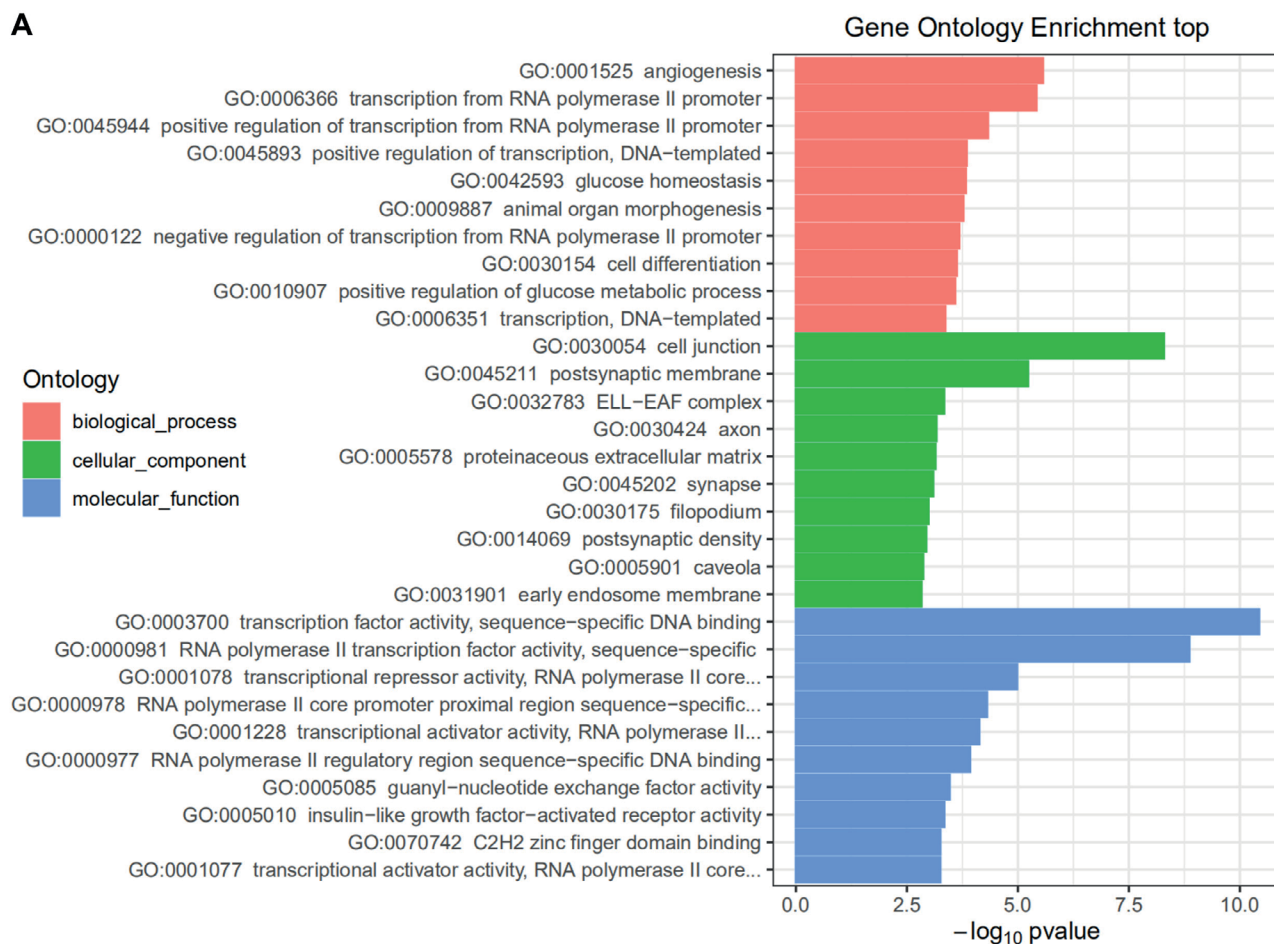 A
Gene Ontology Enrichment top
GO:0001525 angiogenesis
GO:0006366 transcription from RNA polymerase II promoter
GO:0045944 positive regulation of transcription from RNA polymerase II promoter
GO:0045893 positive regulation of transcription, DNA−templated
GO:0042593 glucose homeostasis
GO:0009887 animal organ morphogenesis
GO:0000122 negative regulation of transcription from RNA polymerase II promoter
GO:0030154 cell differentiation
GO:0010907 positive regulation of glucose metabolic process
GO:0006351 transcription, DNA−templated
GO:0030054 cell junction
GO:0045211 postsynaptic membrane
GO:0032783 ELL−EAF complex
GO:0030424 axon
GO:0005578 proteinaceous extracellular matrix
GO:0045202 synapse
GO:0030175 filopodium
GO:0014069 postsynaptic density
GO:0005901 caveola
GO:0031901 early endosome membrane
GO:0003700 transcription factor activity, sequence−specific DNA binding
GO:0000981 RNA polymerase II transcription factor activity, sequence−specific
GO:0001078 transcriptional repressor activity, RNA polymerase II core...
GO:0000978 RNA polymerase II core promoter proximal region sequence−specific...
GO:0001228 transcriptional activator activity, RNA polymerase II...
GO:0000977 RNA polymerase II regulatory region sequence−specific DNA binding
GO:0005085 guanyl−nucleotide exchange factor activity
GO:0005010 insulin−like growth factor−activated receptor activity
GO:0070742 C2H2 zinc finger domain binding
GO:0001077 transcriptional activator activity, RNA polymerase II core...
Ontology
biological_process
cellular_component
molecular_function
0.0 2.5 5.0 7.5 10.0
−log₁₀ pvalue